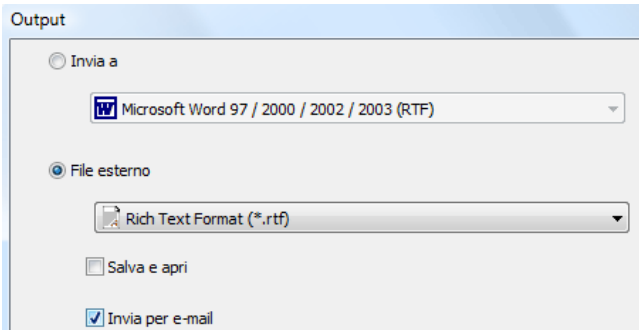 Output
Invia a
Microsoft Word 97 / 2000 / 2002 / 2003 (RTF)
File esterno
Rich Text Format (*.rtf)
Salva e apri
Invia per e-mail